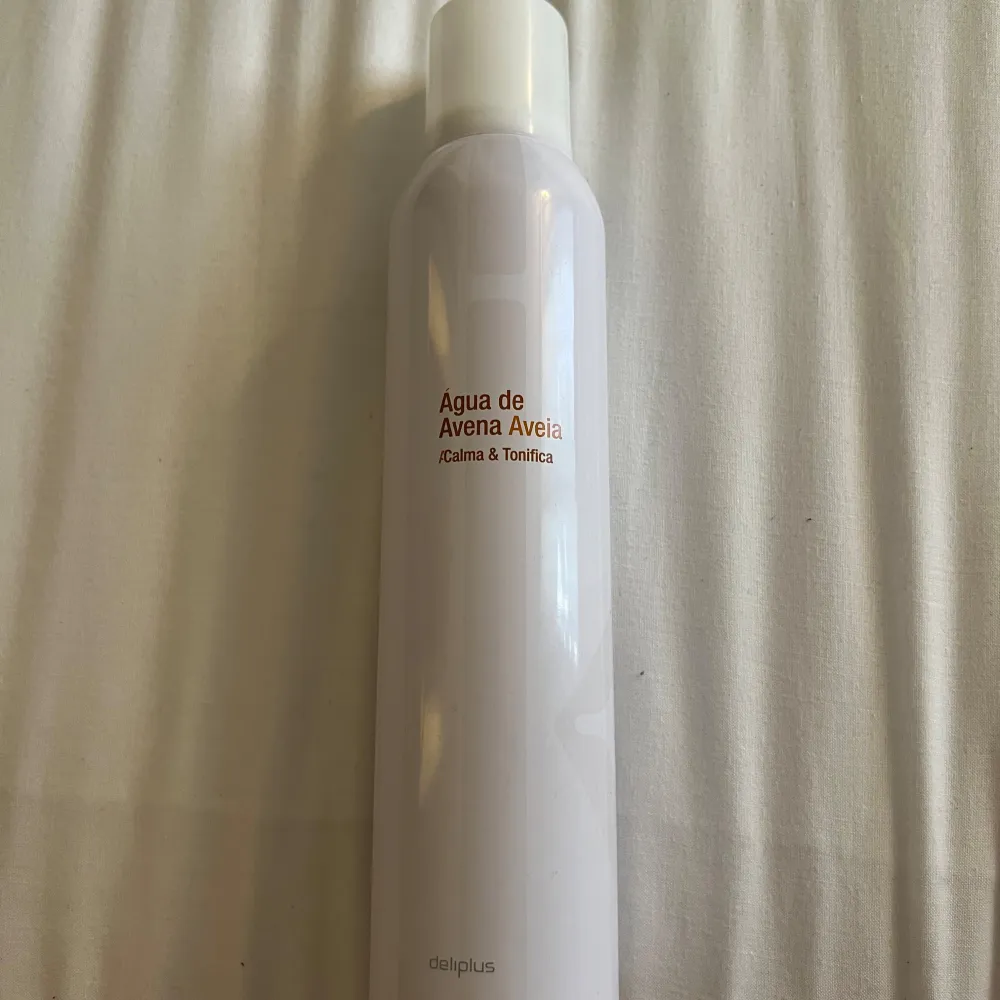 Água de
Avena Aveia
/Calma & Tonifica
deliplus